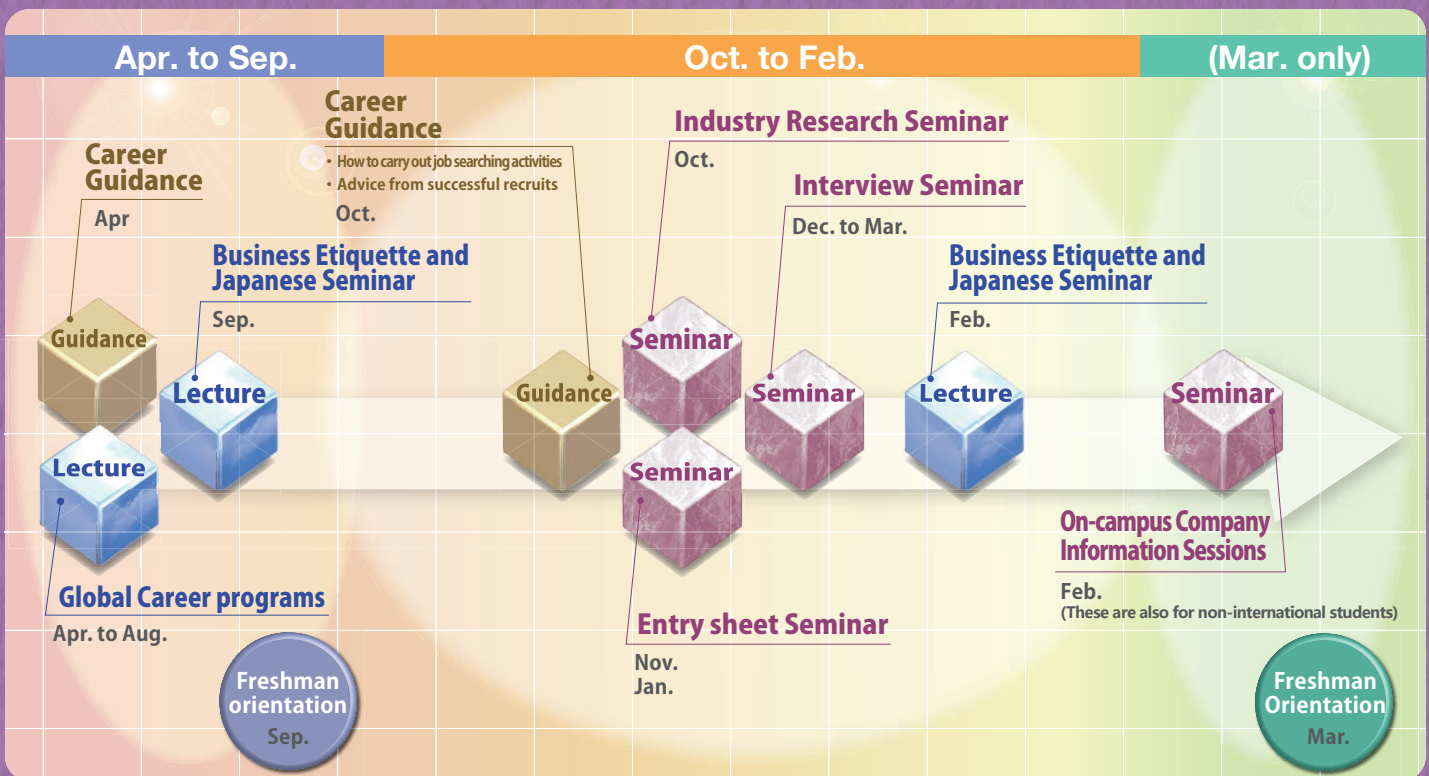 Apr. to Sep.
Oct. to Feb.
(Mar. only)
Career
Guidance
Apr
Career
Guidance
• How to carry out job searching activities
• Advice from successful recruits
Oct.
Industry Research Seminar
Oct.
Interview Seminar
Dec. to Mar.
Business Etiquette and
Japanese Seminar
Sep.
Business Etiquette and
Japanese Seminar
Feb.
Guidance
Lecture
Lecture
Guidance
Seminar
Seminar
Seminar
Lecture
Seminar
Global Career programs
Apr. to Aug.
Entry sheet Seminar
Nov.
Jan.
On-campus Company
Information Sessions
Feb.
(These are also for non-international students)
Freshman
orientation
Sep.
Freshman
Orientation
Mar.